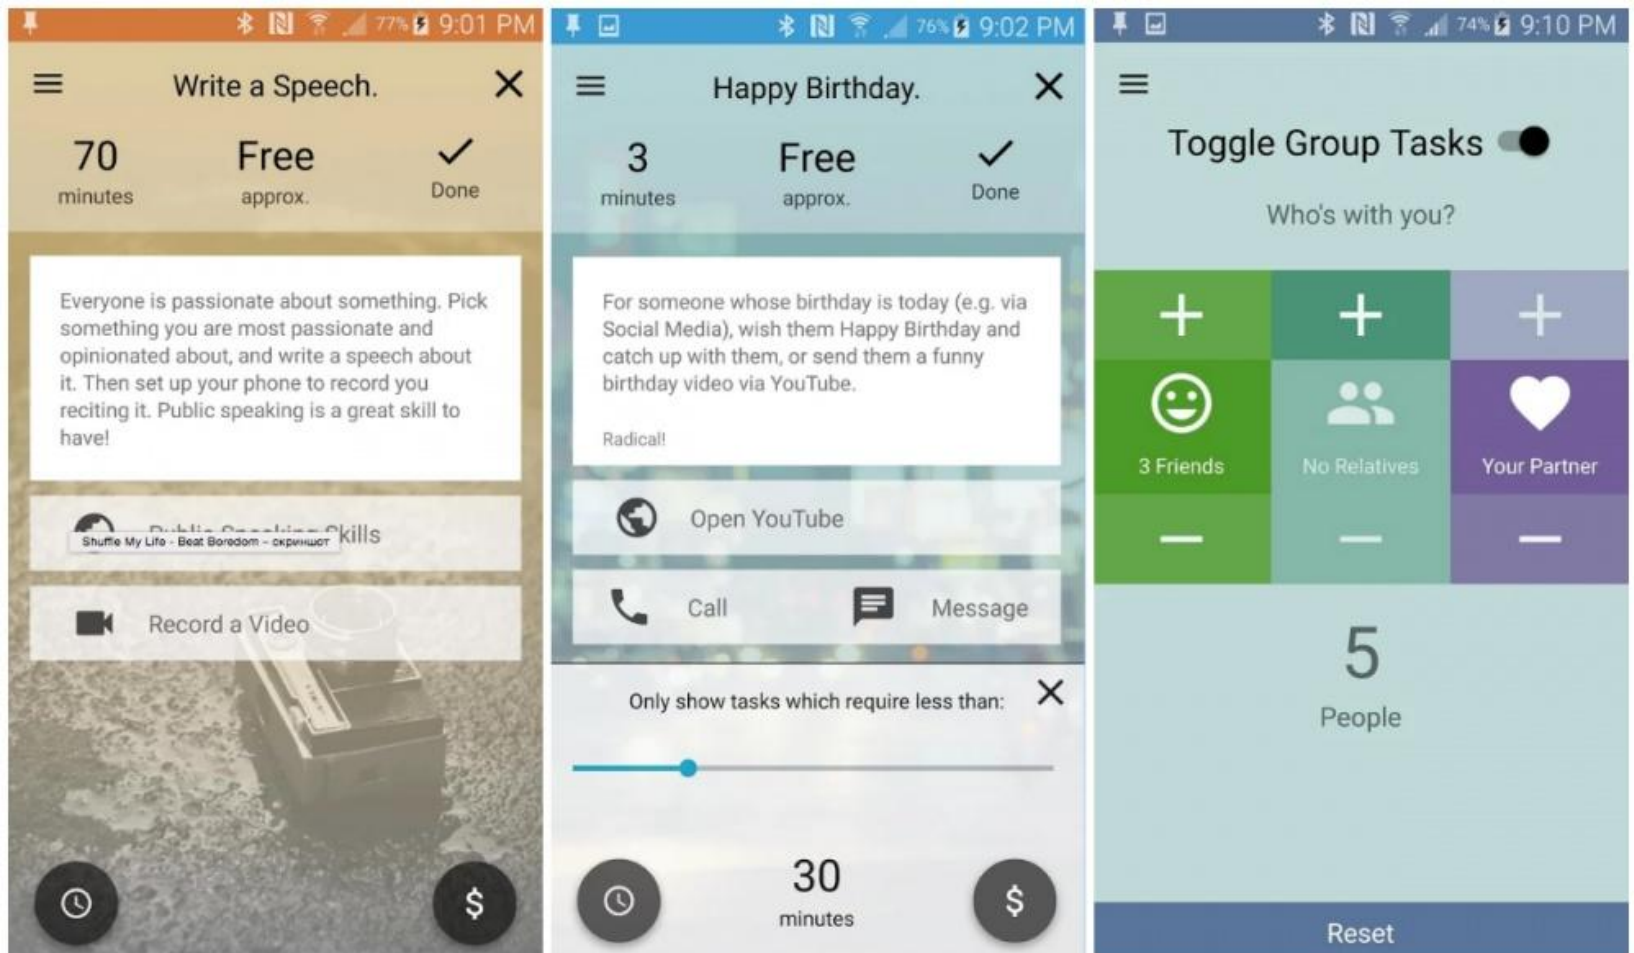 77% 9:01 PM
Write a Speech.
70
minutes
Free
approx.
Done
Everyone is passionate about something. Pick
something you are most passionate and
opinionated about, and write a speech about
it. Then set up your phone to record you
reciting it. Public speaking is a great skill to
have!
Public Speaking Skills
Shuffle My Life - Beat Boredom – скриншот
Record a Video
$
76% 9:02 PM
Happy Birthday.
3
minutes
Free
approx.
Done
For someone whose birthday is today (e.g. via
Social Media), wish them Happy Birthday and
catch up with them, or send them a funny
birthday video via YouTube.
Radical!
Open YouTube
Call
Message
Only show tasks which require less than:
30
minutes
$
74% 9:10 PM
Toggle Group Tasks
Who's with you?
3 Friends
No Relatives
Your Partner
5
People
Reset